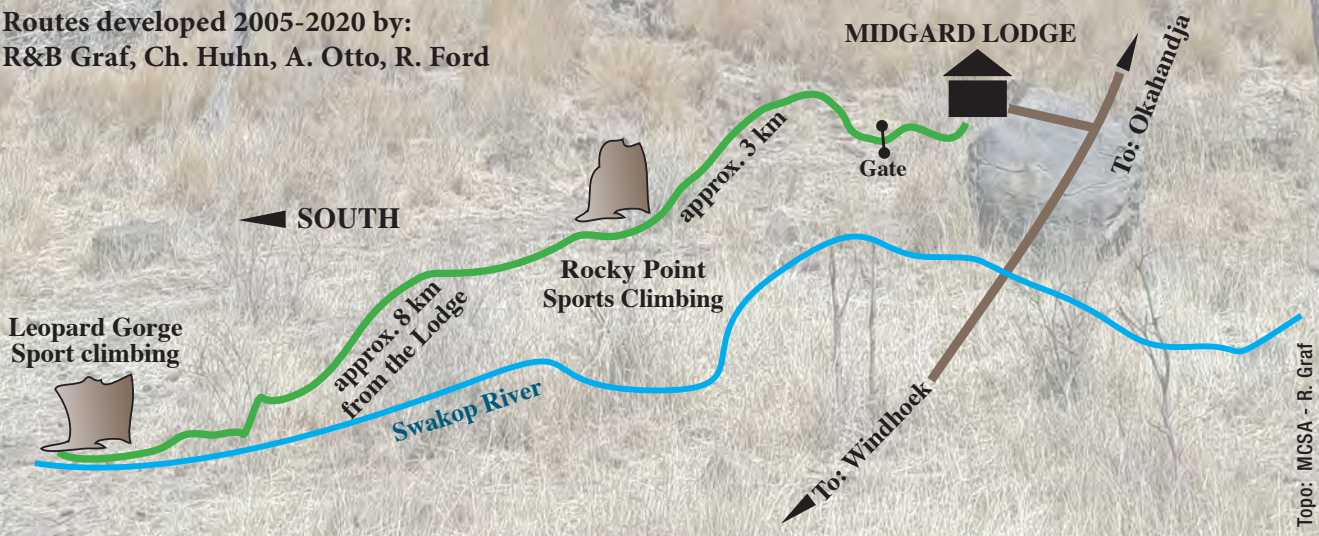 Routes developed 2005-2020 by:
R&B Graf, Ch. Huhn, A. Otto, R. Ford
MIDGARD LODGE
To: Okahandja
Gate
approx. 3 km
SOUTH
Rocky Point
Sports Climbing
approx. 8 km
from the Lodge
Leopard Gorge
Sport climbing
Swakop River
To: Windhoek
Topo: MCSA - R. Graf